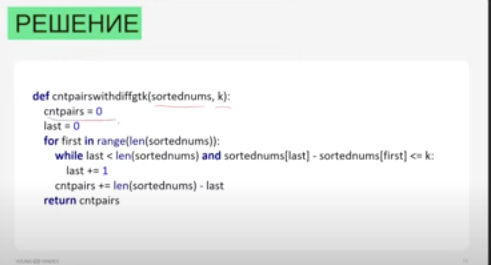 РЕШЕНИЕ
def cntpairswithdiffgtk(sortednums, k):
cntpairs = 0
last = 0
for first in range(len(sortednums)):
while last < len(sortednums) and sortednums[last] - sortednums[first] <= k:
last += 1
cntpairs += len(sortednums) - last
return cntpairs